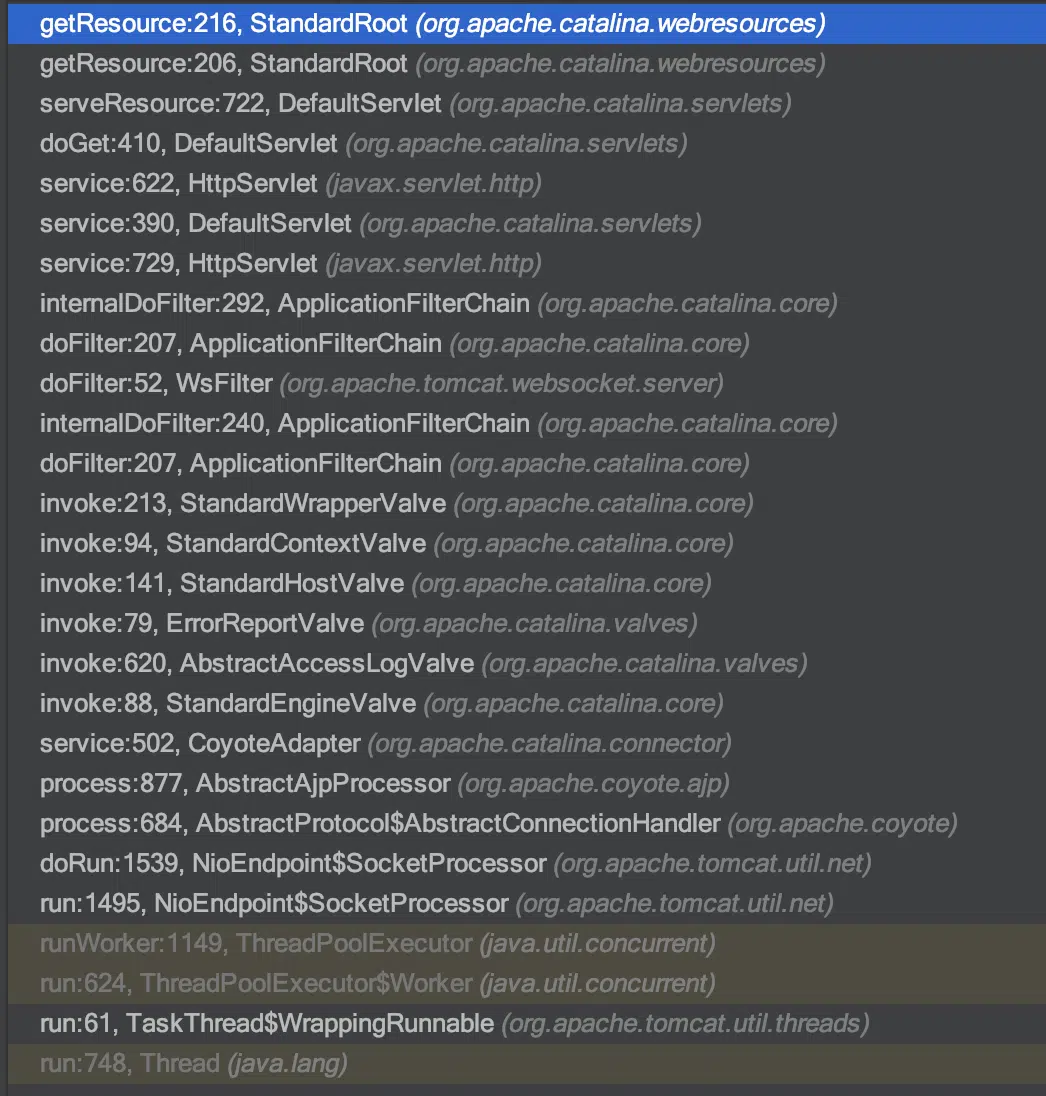 getResource:216, StandardRoot (org.apache.catalina.webresources)
getResource:206, StandardRoot (org.apache.catalina.webresources)
serveResource:722, DefaultServlet (org.apache.catalina.servlets)
doGet:410, DefaultServlet (org.apache.catalina.servlets)
service:622, HttpServlet (javax.servlet.http)
service:390, DefaultServlet (org.apache.catalina.servlets)
service:729, HttpServlet (javax.servlet.http)
internalDoFilter:292, ApplicationFilterChain (org.apache.catalina.core)
doFilter:207, ApplicationFilterChain (org.apache.catalina.core)
doFilter:52, WsFilter (org.apache.tomcat.websocket.server)
internalDoFilter:240, ApplicationFilterChain (org.apache.catalina.core)
doFilter:207, ApplicationFilterChain (org.apache.catalina.core)
invoke:213, StandardWrapperValve (org.apache.catalina.core)
invoke:94, StandardContextValve (org.apache.catalina.core)
invoke:141, StandardHostValve (org.apache.catalina.core)
invoke:79, ErrorReportValve (org.apache.catalina.valves)
invoke:620, AbstractAccessLogValve (org.apache.catalina.valves)
invoke:88, StandardEngineValve (org.apache.catalina.core)
service:502, CoyoteAdapter (org.apache.catalina.connector)
process:877, AbstractAjpProcessor (org.apache.coyote.ajp)
process:684, AbstractProtocol$AbstractConnectionHandler (org.apache.coyote)
doRun:1539, NioEndpoint$SocketProcessor (org.apache.tomcat.util.net)
run:1495, NioEndpoint$SocketProcessor (org.apache.tomcat.util.net)
runWorker:1149, ThreadPoolExecutor (java.util.concurrent)
run:624, ThreadPoolExecutor$Worker (java.util.concurrent)
run:61, TaskThread$WrappingRunnable (org.apache.tomcat.util.threads)
run:748, Thread (java.lang)